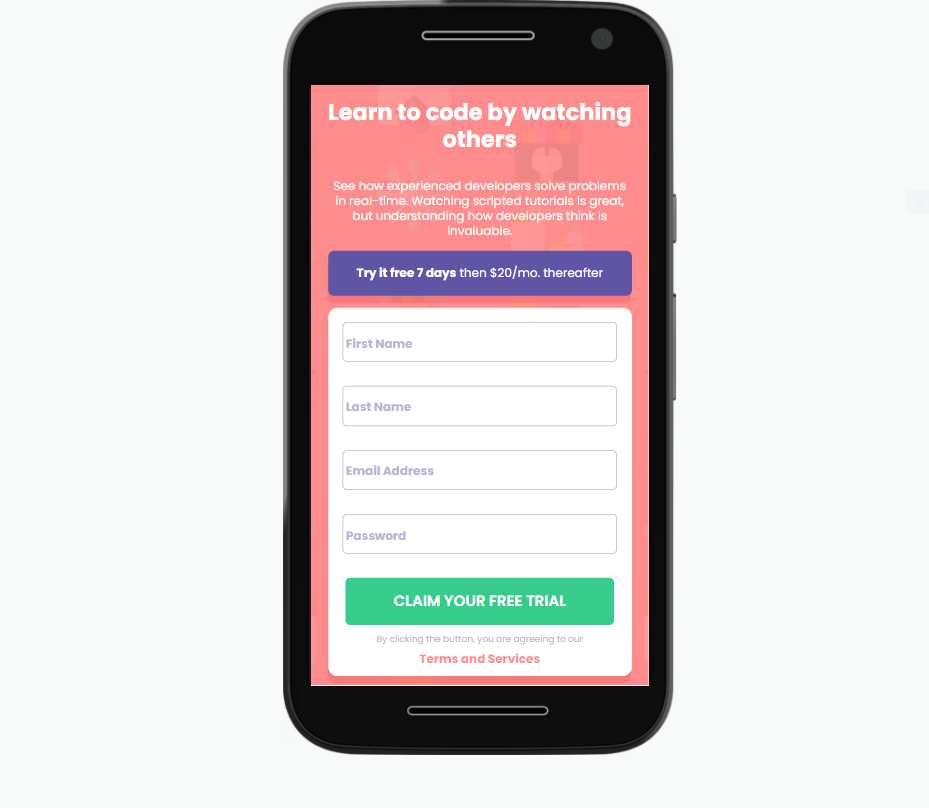 Learn to code by watching
others
See how experienced developers solve problems
in real-time. Watching scripted tutorials is great,
but understanding how developers think is
invaluable.
Try it free 7 days then $20/mo. thereafter
First Name
Last Name
Email Address
Password
CLAIM YOUR FREE TRIAL
By clicking the button, you are agreeing to our
Terms and Services